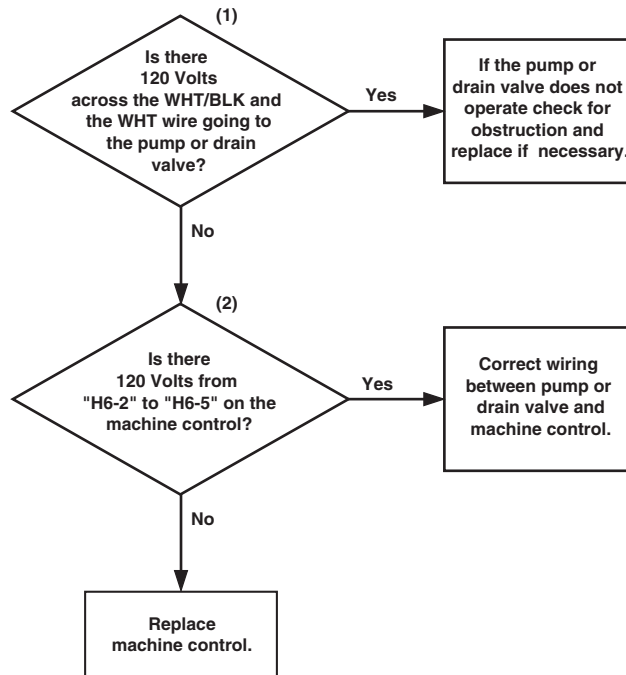 (1)
Is there
120 Volts
across the WHT/BLK and
the WHT wire going to
the pump or drain
valve?
Yes
If the pump or
drain valve does not
operate check for
obstruction and
replace if necessary.
No
(2)
Is there
120 Volts from
"H6-2" to "H6-5" on the
machine control?
Yes
Correct wiring
between pump or
drain valve and
machine control.
No
Replace
machine control.